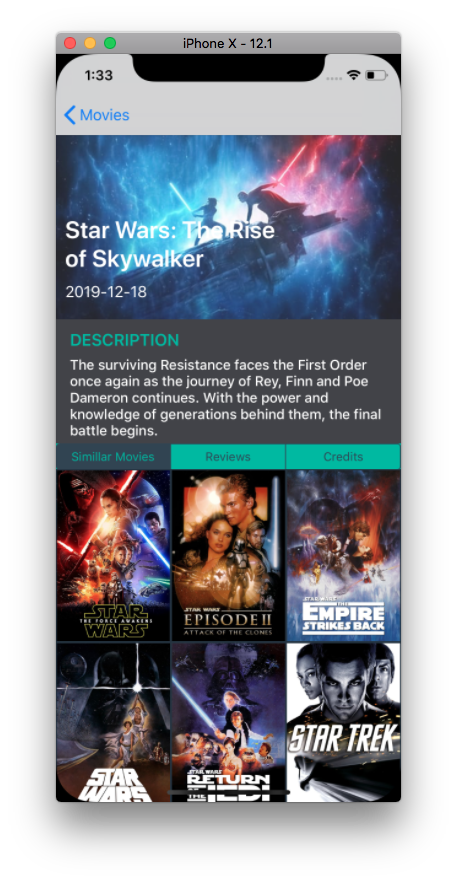 iPhone X - 12.1
1:33
Movies
Star Wars: The Rise
of Skywalker
2019-12-18
DESCRIPTION
The surviving Resistance faces the First Order
once again as the journey of Rey, Finn and Poe
Dameron continues. With the power and
knowledge of generations behind them, the final
battle begins.
Simillar Movies
Reviews
Credits
STAR
THE FORCE AWAKENS
WARS
STAR WARS
EPISODE II
ATTACK OF THE CLONES
STAR WARS
THE
EMPIRE
STRIKES BACK
STAR
WARS
STAR WARS
RETURN
OF THE
JEDI
STAR TREK